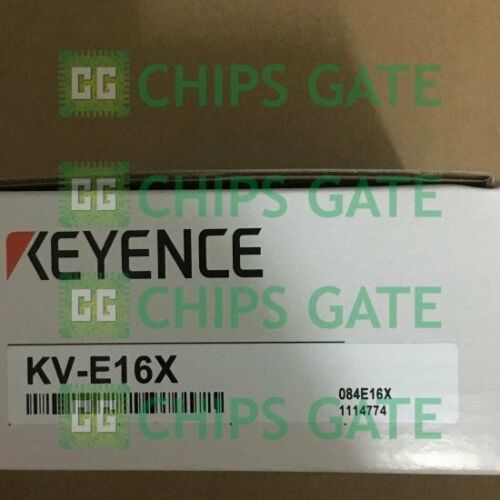 CG CHIPS GATE
CG CHIPS GATE
KEYENCE
CG CHIPS GATE
KV-E16X
084E16X
1114774
CG CHIPS GATE